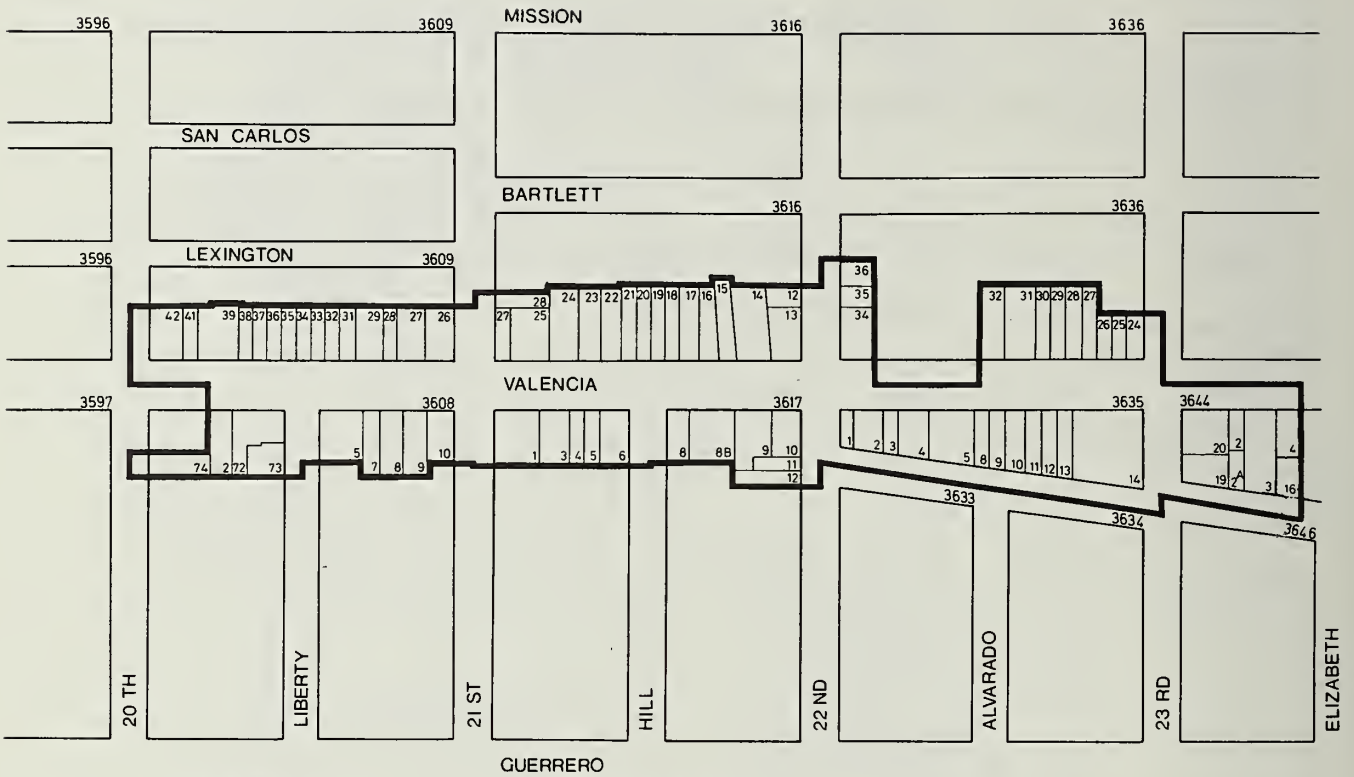 MISSION
3596 3609 3616 3636
SAN CARLOS
BARTLETT
3616 3636
LEXINGTON
3596 3609
42 41 39 38 37 36 35 34 33 32 31 29 28 27 26
28 27 25 24 23 22 21 20 19 18 17 16 15 14 12 13
36
35
34
32 31 30 29 28 27 26 25 24
VALENCIA
3597 3608 3617 3635 3644
74 2 72 73
5 7 8 9 10
1 3 4 5 6
8 8B 9 10 11 12
1 2 3 4 5 8 9 10 11 12 13 14
20 2 4
19 2A 3 16
3633 3634 3646
20 TH
LIBERTY
21 ST
HILL
22 ND
ALVARADO
23 RD
ELIZABETH
GUERRERO